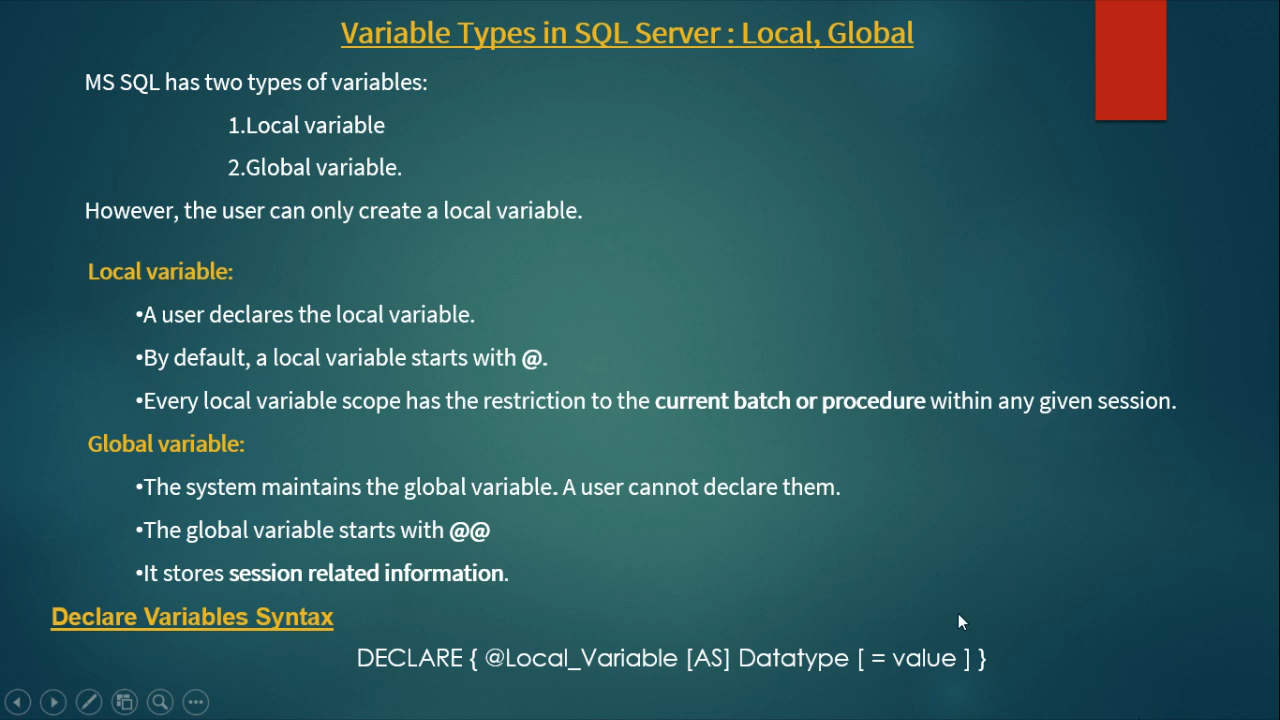 Variable Types in SQL Server : Local, Global
MS SQL has two types of variables:
1.Local variable
2.Global variable.
However, the user can only create a local variable.
Local variable:
•A user declares the local variable.
•By default, a local variable starts with @.
•Every local variable scope has the restriction to the current batch or procedure within any given session.
Global variable:
•The system maintains the global variable. A user cannot declare them.
•The global variable starts with @@
•It stores session related information.
Declare Variables Syntax
DECLARE { @Local_Variable [AS] Datatype [ = value ] }